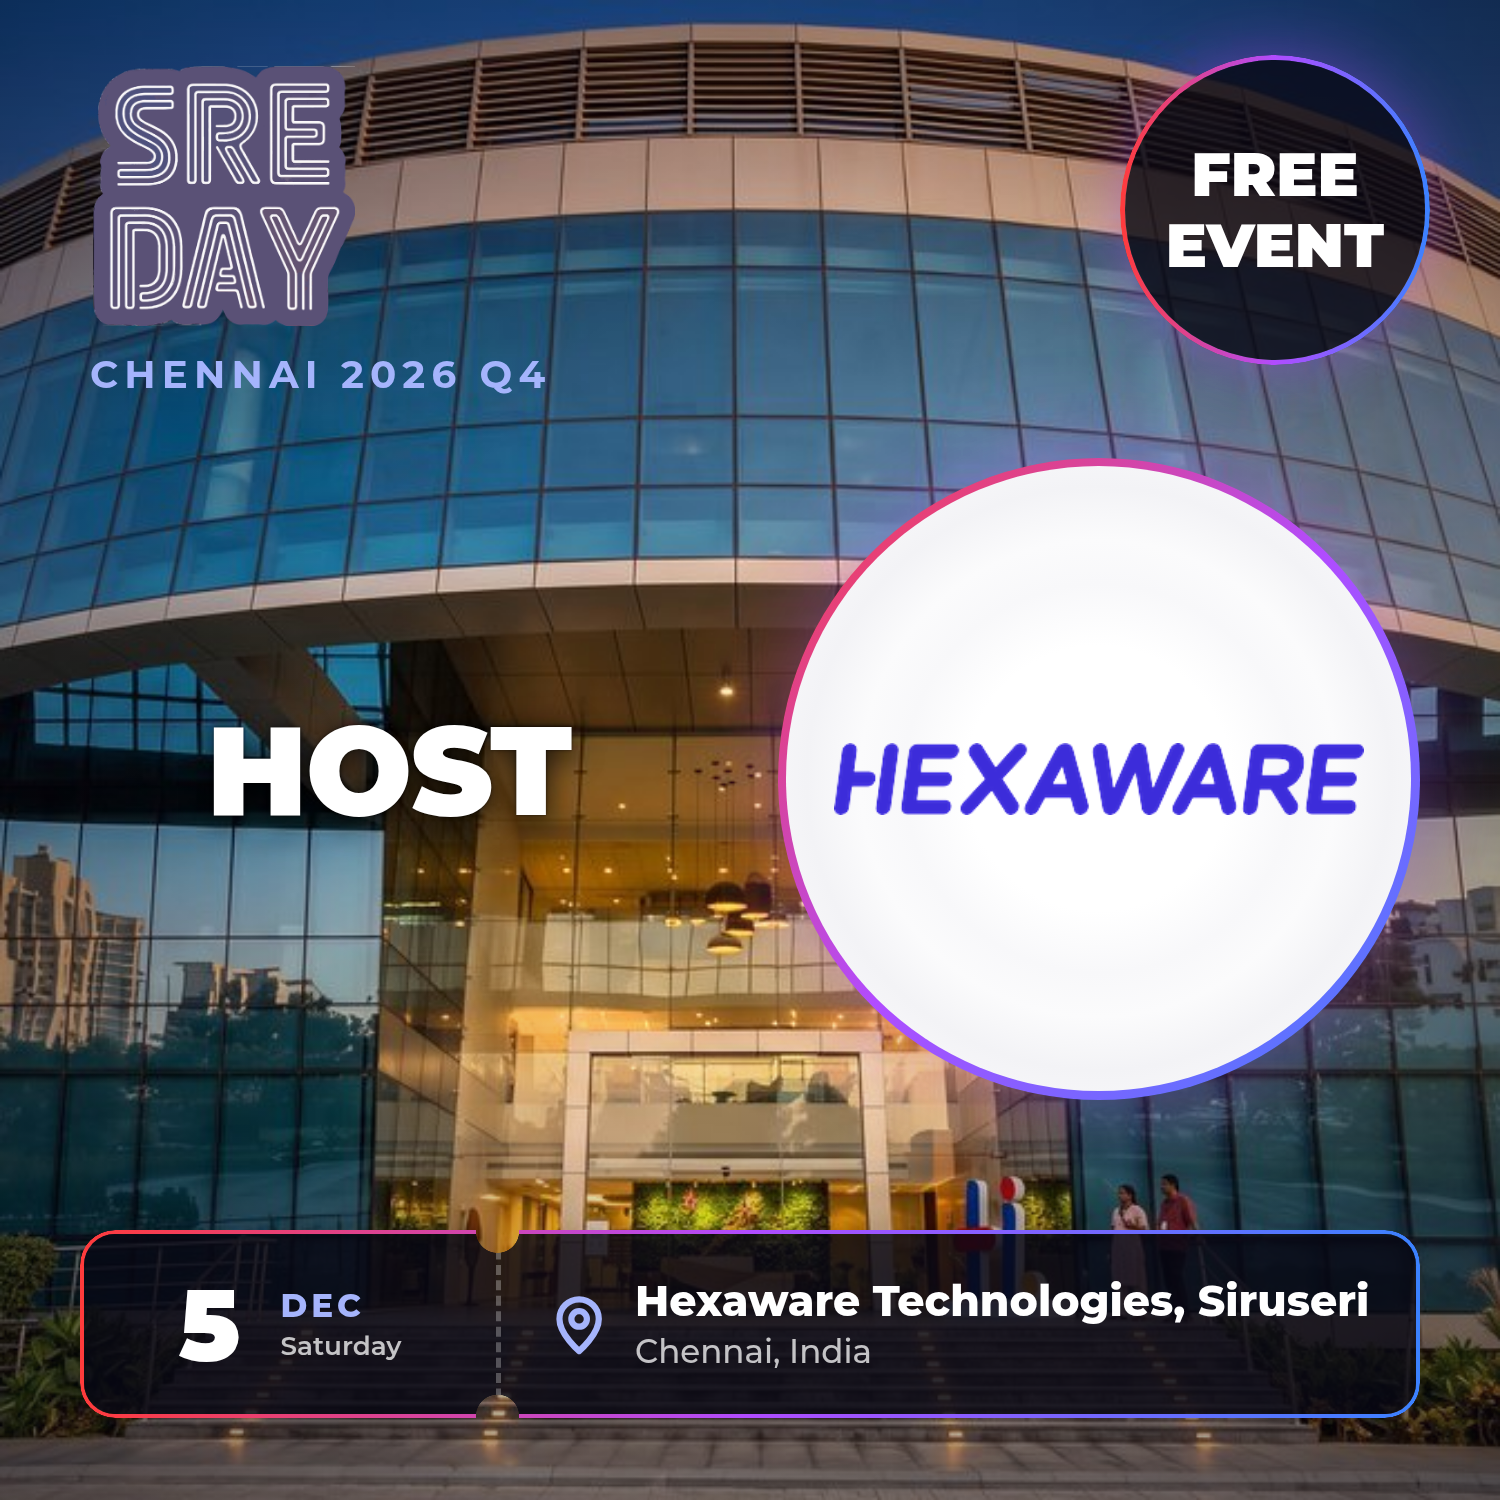 SRE
DAY
CHENNAI 2026 Q4
FREE
EVENT
HOST
HEXAWARE
5
DEC
Saturday
Hexaware Technologies, Siruseri
Chennai, India